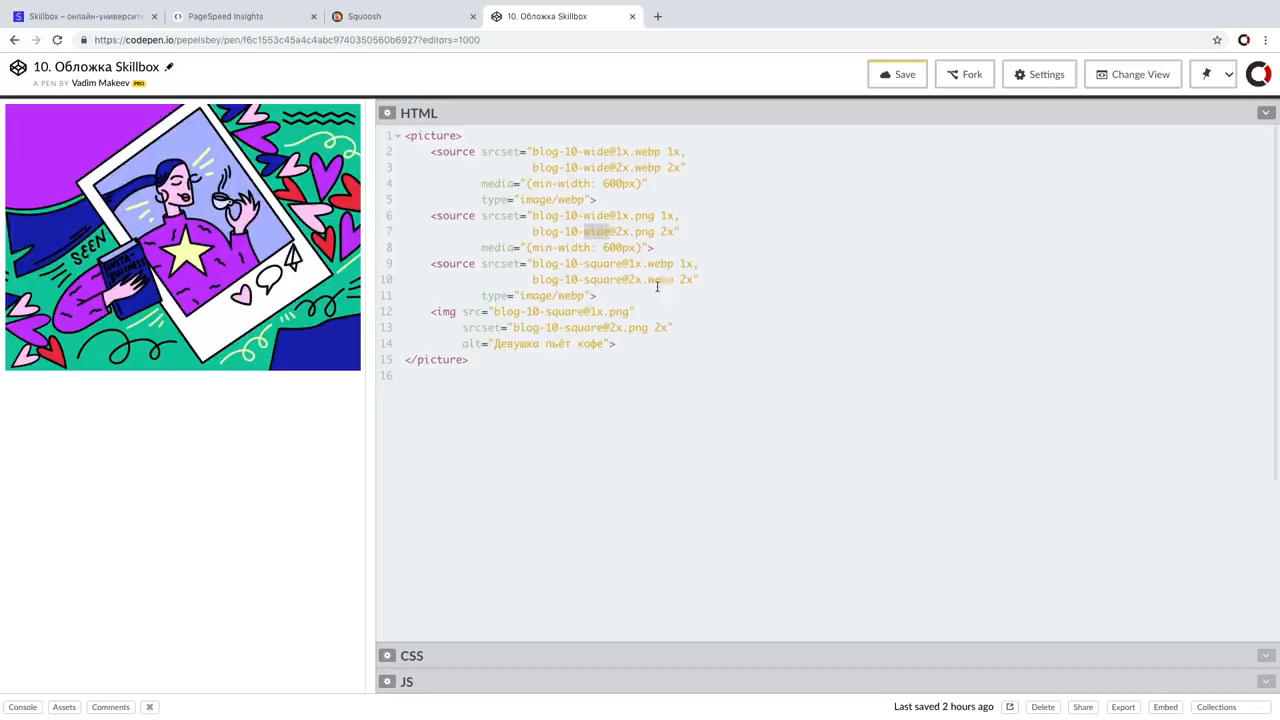 Skillbox – онлайн-университ
PageSpeed Insights
Squoosh
10. Обложка Skillbox
https://codepen.io/pepelsbey/pen/f6c1553c45a4c4abc9740350560b6927?editors=1000
10. Обложка Skillbox
A PEN BY Vadim Makeev PRO
Save
Fork
Settings
Change View
SEEN
INSTA-
BUSINESS
HTML
1 <picture>
2 <source srcset="blog-10-wide@1x.webp 1x,
3 blog-10-wide@2x.webp 2x"
4 media="(min-width: 600px)"
5 type="image/webp">
6 <source srcset="blog-10-wide@1x.png 1x,
7 blog-10-wide@2x.png 2x"
8 media="(min-width: 600px)">
9 <source srcset="blog-10-square@1x.webp 1x,
10 blog-10-square@2x.webp 2x"
11 type="image/webp">
12 <img src="blog-10-square@1x.png"
13 srcset="blog-10-square@2x.png 2x"
14 alt="Девушка пьёт кофе">
15 </picture>
16
CSS
JS
Console
Assets
Comments
⌘
Last saved 2 hours ago
Delete
Share
Export
Embed
Collections